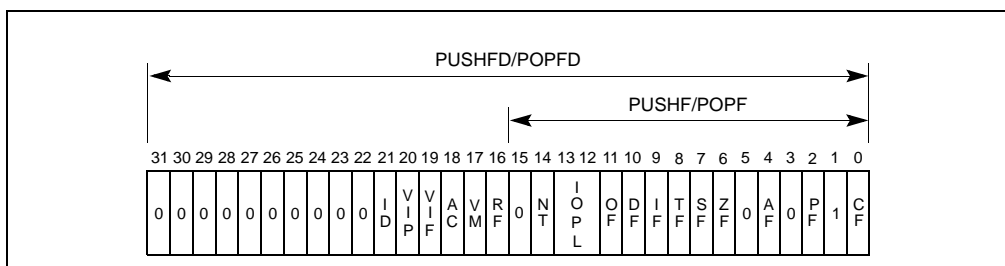 PUSHFD/POPFD
PUSHF/POPF
31 30 29 28 27 26 25 24 23 22 21 20 19 18 17 16 15 14 13 12 11 10 9 8 7 6 5 4 3 2 1 0
0 0 0 0 0 0 0 0 0 0 ID VIP VIF AC VM RF 0 NT IOPL OF DF IF TF SF ZF 0 AF 0 PF 1 CF